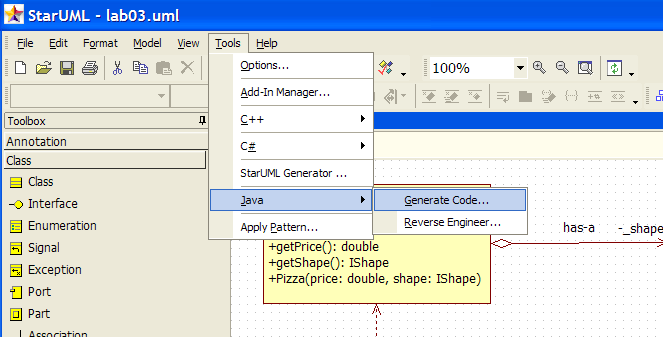 StarUML - lab03.uml
File Edit Format Model View Tools Help
100%
Toolbox
Annotation
Class
Class
Interface
Enumeration
Signal
Exception
Port
Part
Association
Options...
Add-In Manager...
C++
C#
StarUML Generator ...
Java
Apply Pattern...
Generate Code...
Reverse Engineer...
+getPrice(): double
+getShape(): IShape
+Pizza(price: double, shape: IShape)
has-a -_shape